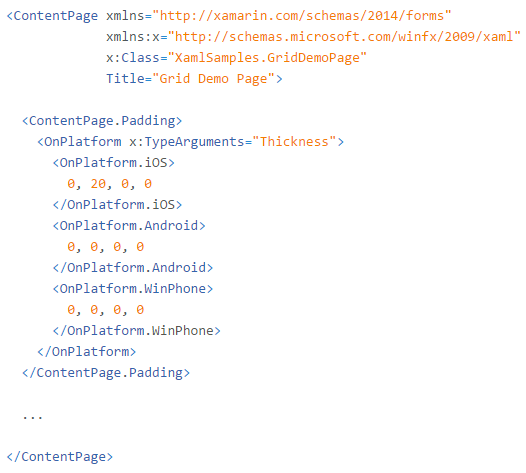 <ContentPage xmlns="http://xamarin.com/schemas/2014/forms"
             xmlns:x="http://schemas.microsoft.com/winfx/2009/xaml"
             x:Class="XamlSamples.GridDemoPage"
             Title="Grid Demo Page">

  <ContentPage.Padding>
    <OnPlatform x:TypeArguments="Thickness">
      <OnPlatform.iOS>
        0, 20, 0, 0
      </OnPlatform.iOS>
      <OnPlatform.Android>
        0, 0, 0, 0
      </OnPlatform.Android>
      <OnPlatform.WinPhone>
        0, 0, 0, 0
      </OnPlatform.WinPhone>
    </OnPlatform>
  </ContentPage.Padding>

  ...

</ContentPage>